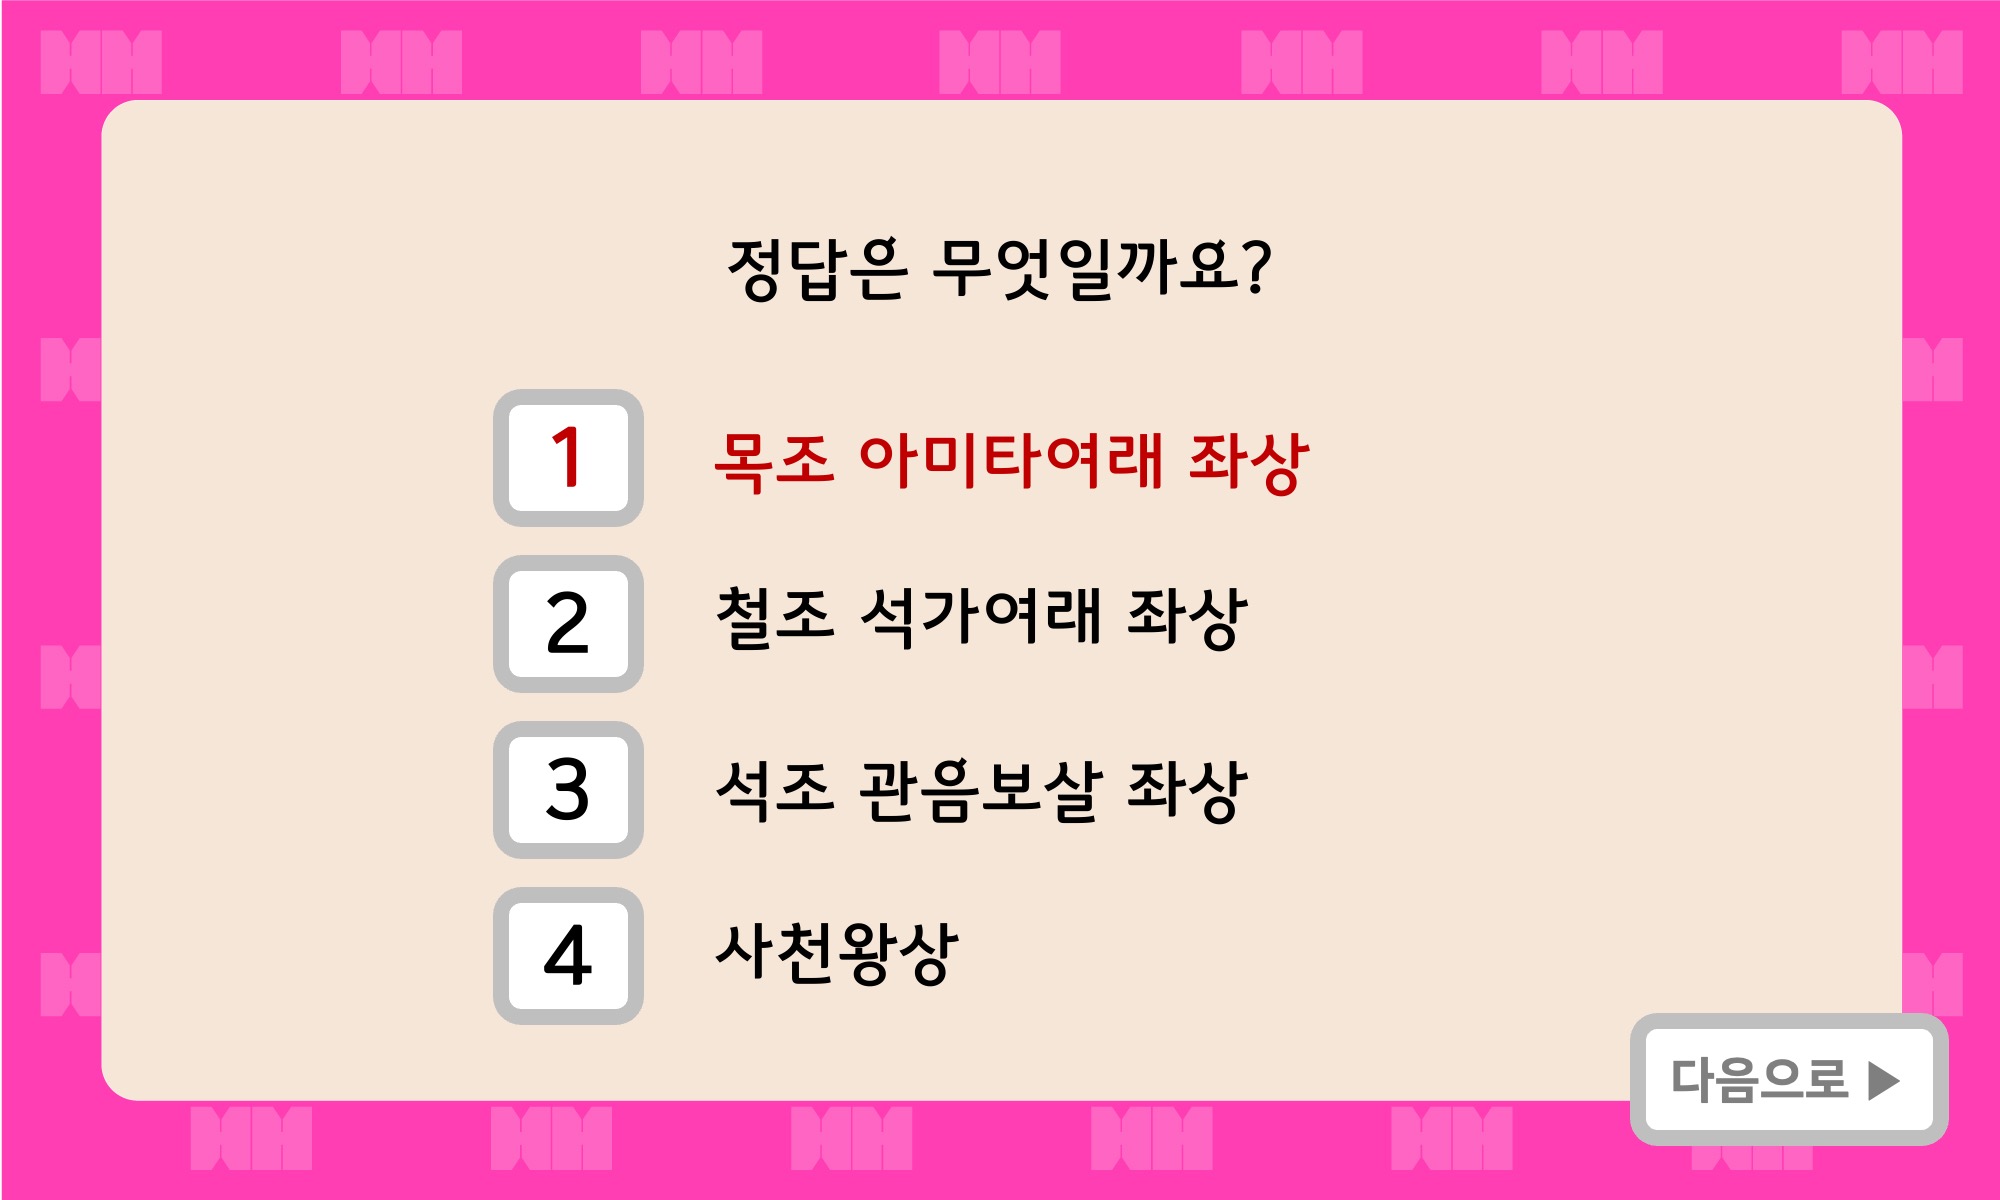 정답은 무엇일까요?
1 목조 아미타여래 좌상
2 철조 석가여래 좌상
3 석조 관음보살 좌상
4 사천왕상
다음으로 ▶